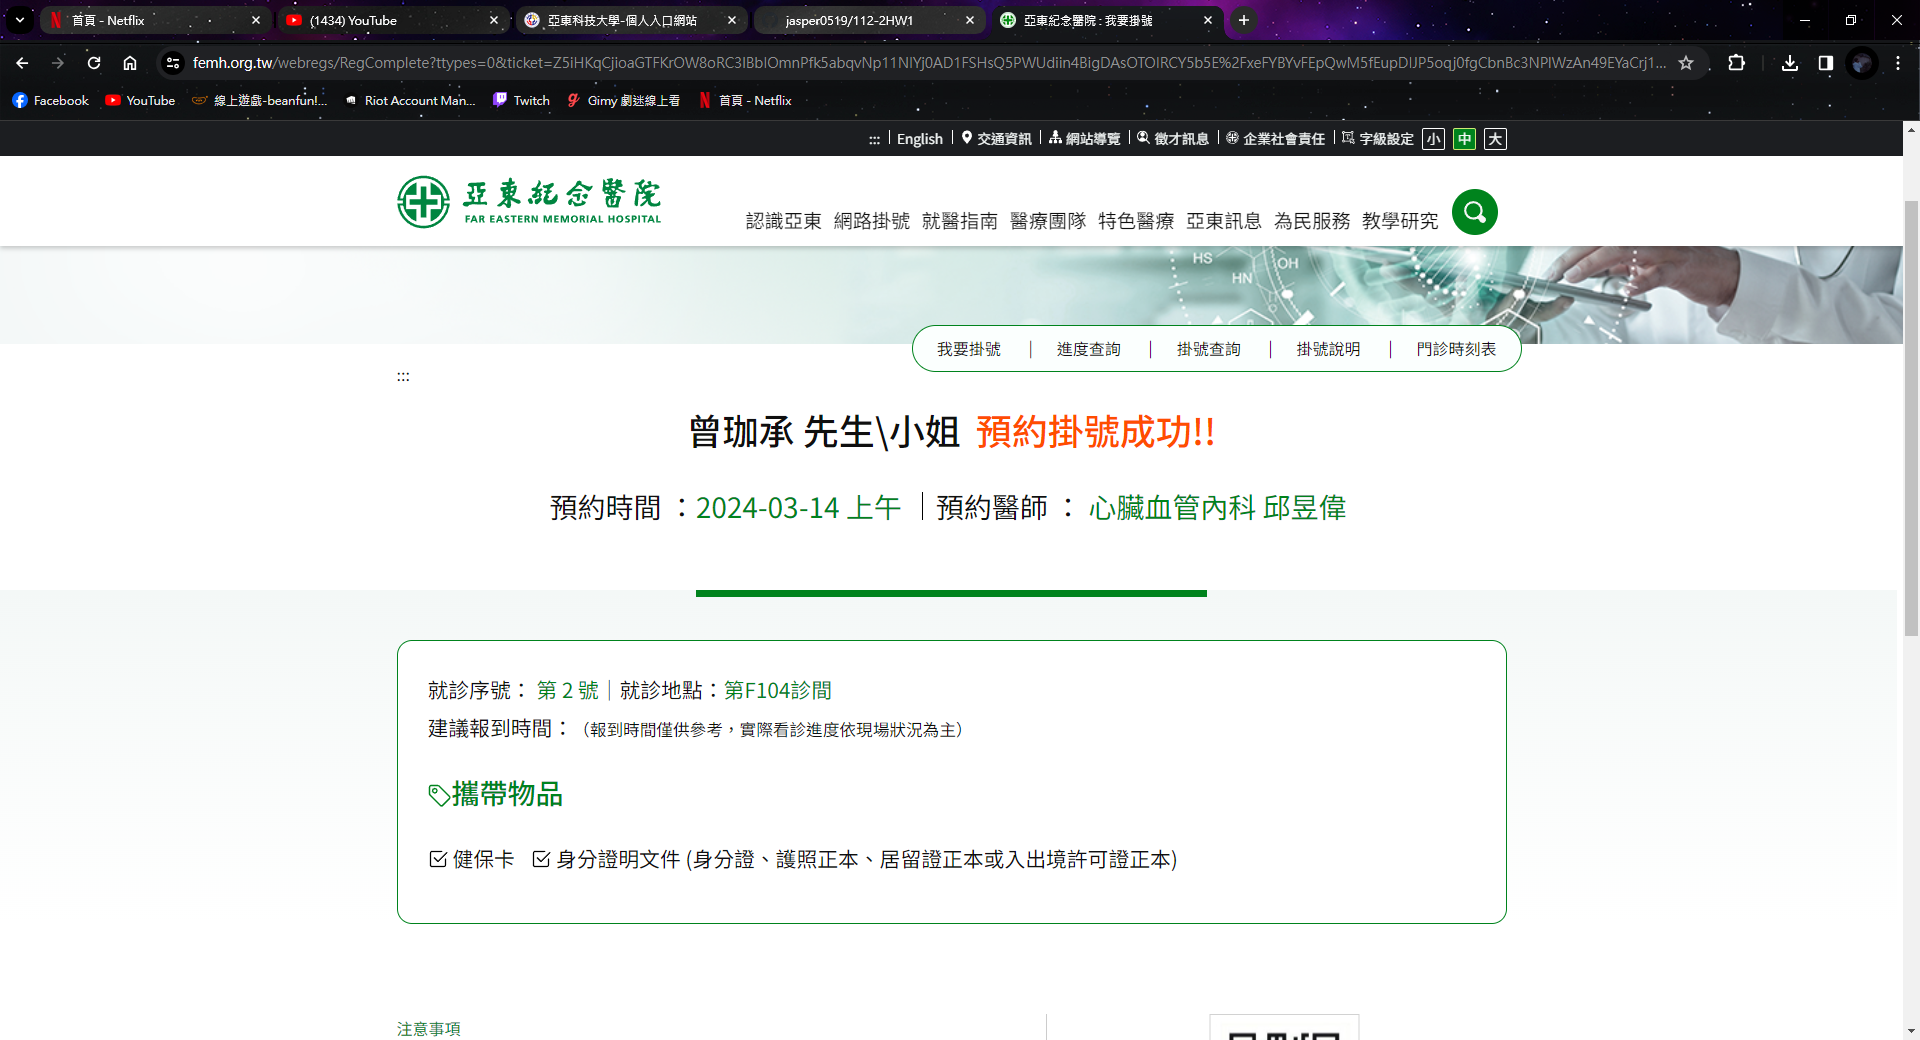 首頁 - Netflix
(1434) YouTube
亞東科技大學-個人入口網站
jasper0519/112-2HW1
亞東紀念醫院 : 我要掛號
femh.org.tw/webregs/RegComplete?ttypes=0&ticket=Z5iHKqCjioaGTFKrOW8oRC3IBbIOmnPfk5abqvNp11NIYj0AD1FSHsQ5PWUdiin4BigDAsOTOIRCY5b5E%2FxeFYBYvFEpQwM5fEupDIJP5oqj0fgCbnBc3NPIWzAn49EYaCrj1...
Facebook
YouTube
線上遊戲-beanfun!...
Riot Account Man...
Twitch
Gimy 劇迷線上看
首頁 - Netflix
:::
English
交通資訊
網站導覽
徵才訊息
企業社會責任
字級設定
小
中
大
亞東紀念醫院
FAR EASTERN MEMORIAL HOSPITAL
認識亞東 網路掛號 就醫指南 醫療團隊 特色醫療 亞東訊息 為民服務 教學研究
HS
OH
HN
我要掛號 | 進度查詢 | 掛號查詢 | 掛號說明 | 門診時刻表
:::
曾珈承 先生\小姐 預約掛號成功!!
預約時間 ：2024-03-14 上午 │預約醫師 ： 心臟血管內科 邱昱偉
就診序號： 第 2 號｜就診地點：第F104診間
建議報到時間：（報到時間僅供參考，實際看診進度依現場狀況為主）
攜帶物品
健保卡 身分證明文件 (身分證、護照正本、居留證正本或入出境許可證正本)
注意事項